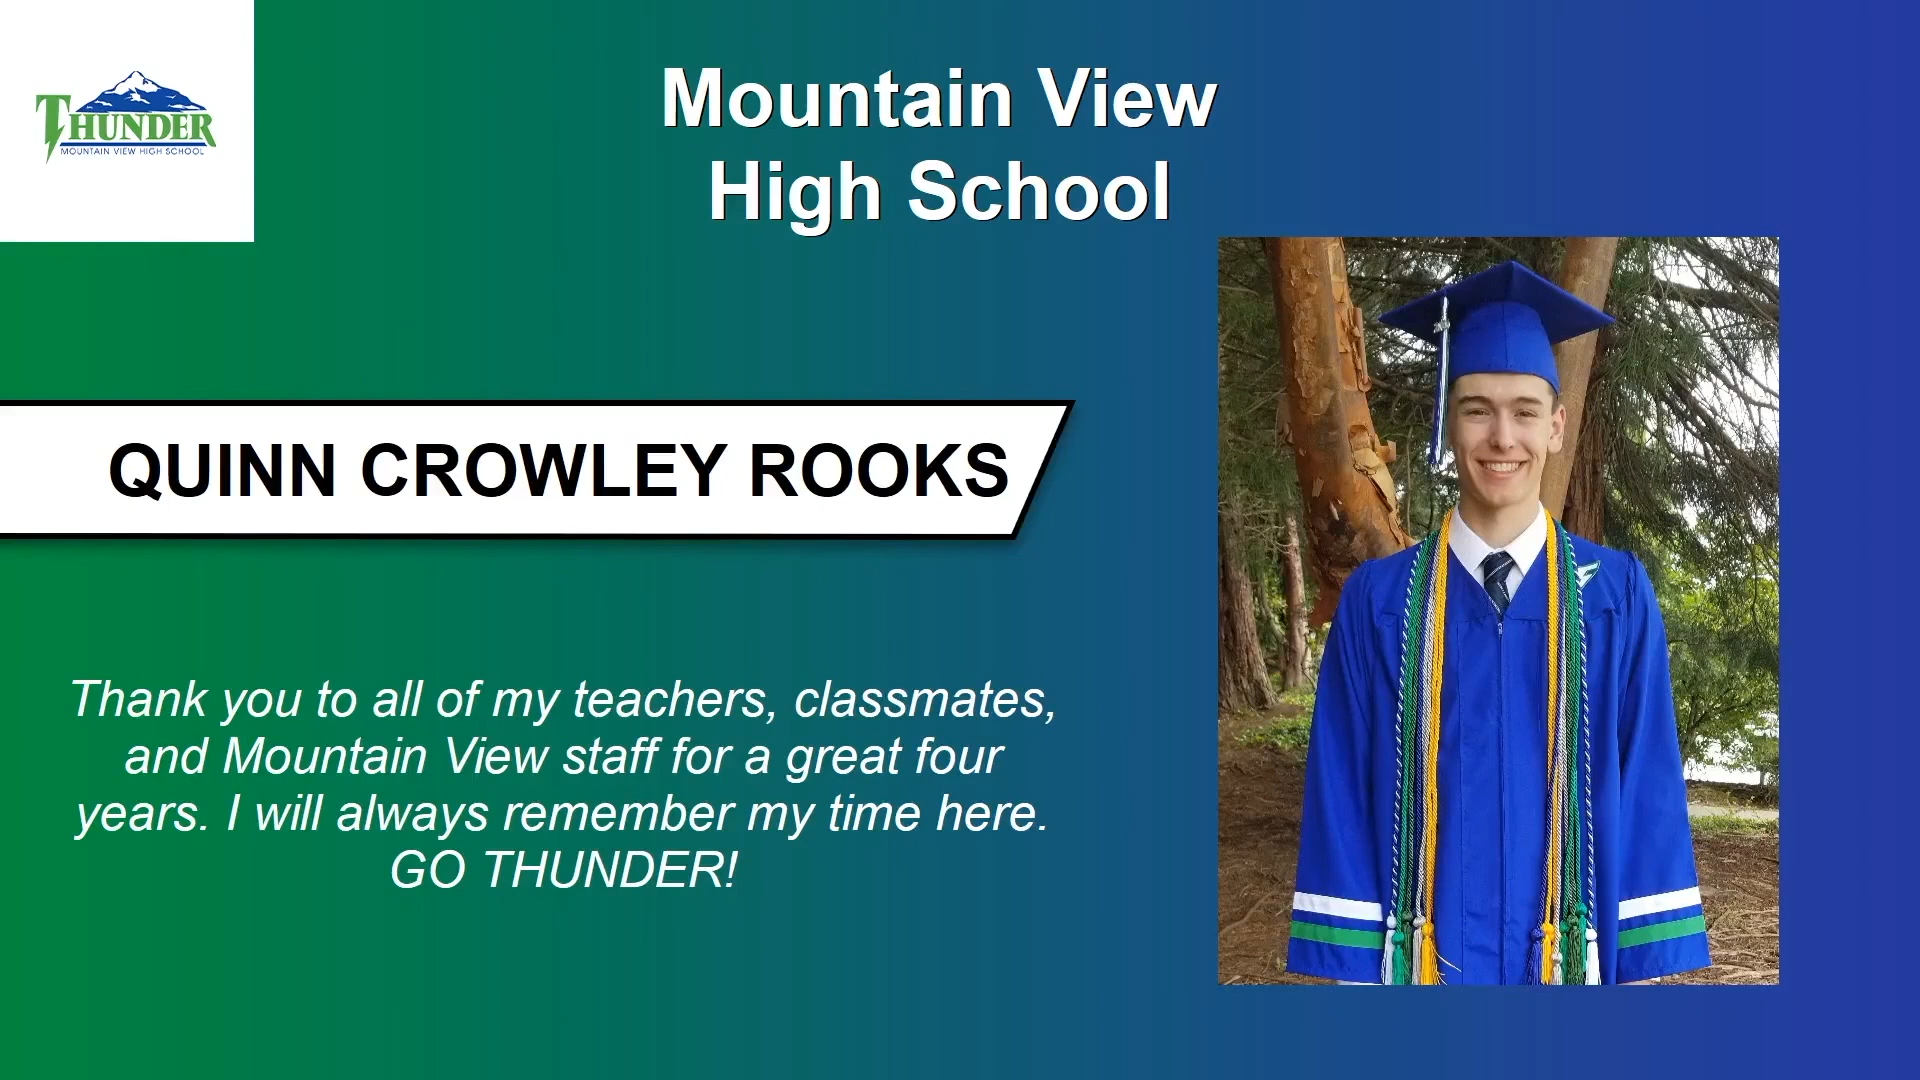 THUNDER
MOUNTAIN VIEW HIGH SCHOOL
Mountain View
High School
QUINN CROWLEY ROOKS
Thank you to all of my teachers, classmates,
and Mountain View staff for a great four
years. I will always remember my time here.
GO THUNDER!